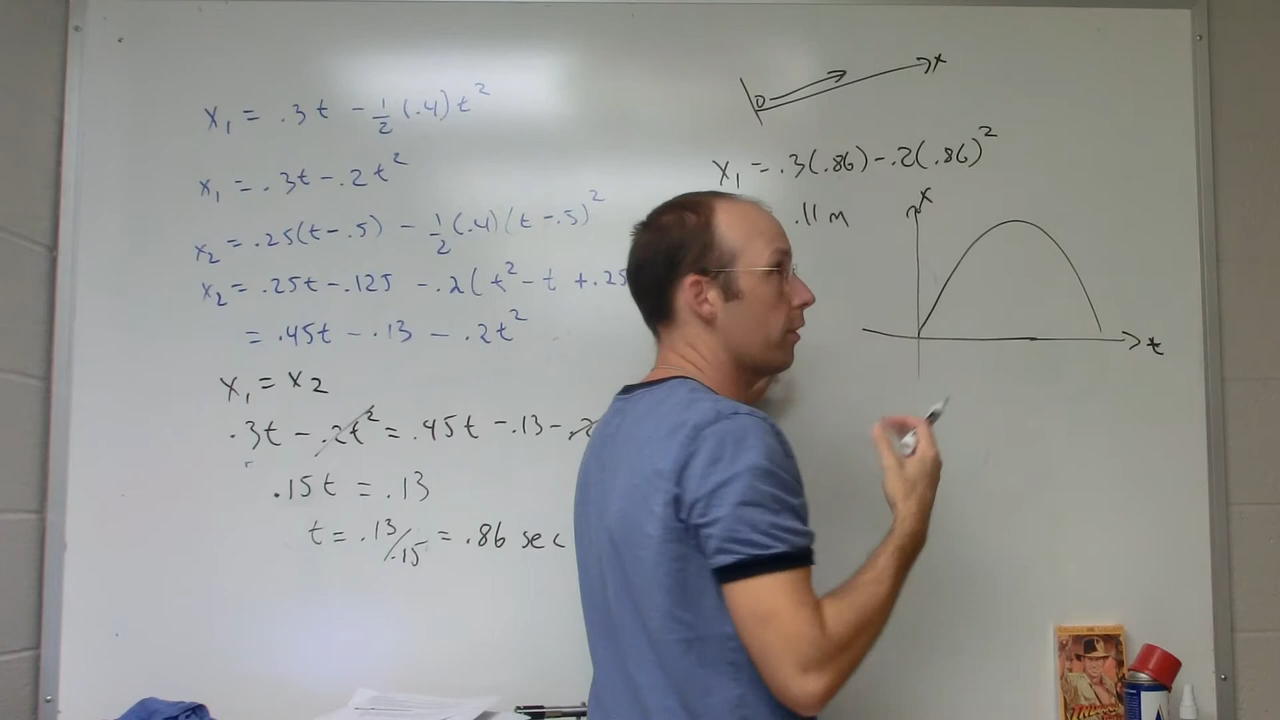 x₁ = .3t - ½(.4)t²
x₁ = .3t - .2t²
x₂ = .25(t-.5) - ½(.4)(t-.5)²
x₂ = .25t - .125 - .2(t² - t + .25
= .45t - .13 - .2t²
x₁ = x₂
.3t - .2t² = .45t - .13 - .2
.15t = .13
t = .13/.15 = .86 sec
0 x
x₁ = .3(.86) - .2(.86)²
.11 m
x
t